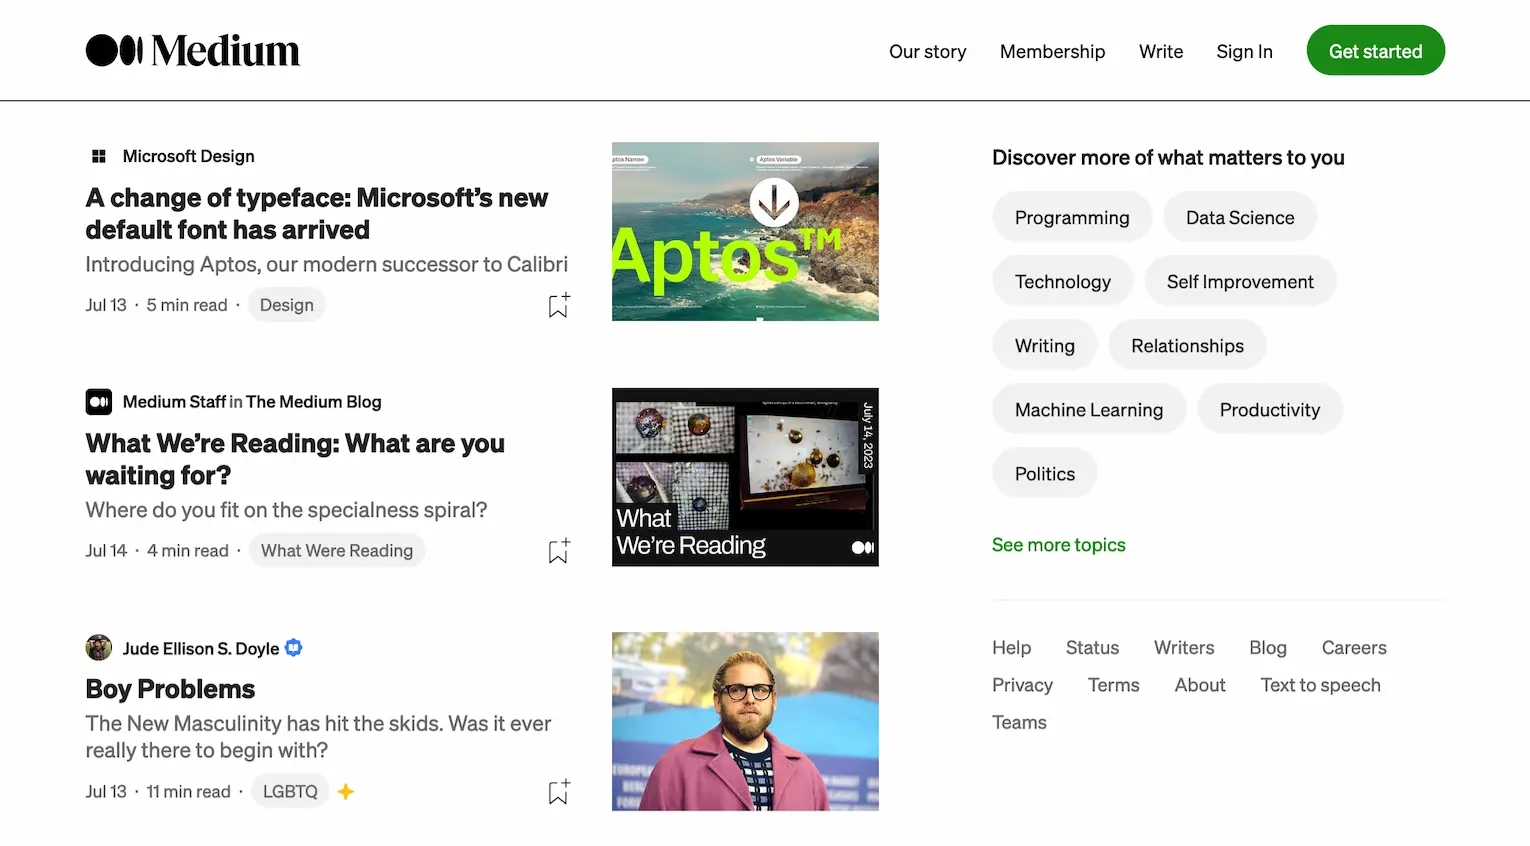 Medium
Our story
Membership
Write
Sign In
Get started
Microsoft Design
A change of typeface: Microsoft’s new
default font has arrived
Introducing Aptos, our modern successor to Calibri
Jul 13 · 5 min read · Design
Aptos Variable
Aptos™
Medium Staff in The Medium Blog
What We’re Reading: What are you
waiting for?
Where do you fit on the specialness spiral?
Jul 14 · 4 min read · What Were Reading
July 14, 2023
What
We’re Reading
Jude Ellison S. Doyle
Boy Problems
The New Masculinity has hit the skids. Was it ever
really there to begin with?
Jul 13 · 11 min read · LGBTQ
Discover more of what matters to you
Programming
Data Science
Technology
Self Improvement
Writing
Relationships
Machine Learning
Productivity
Politics
See more topics
Help
Status
Writers
Blog
Careers
Privacy
Terms
About
Text to speech
Teams